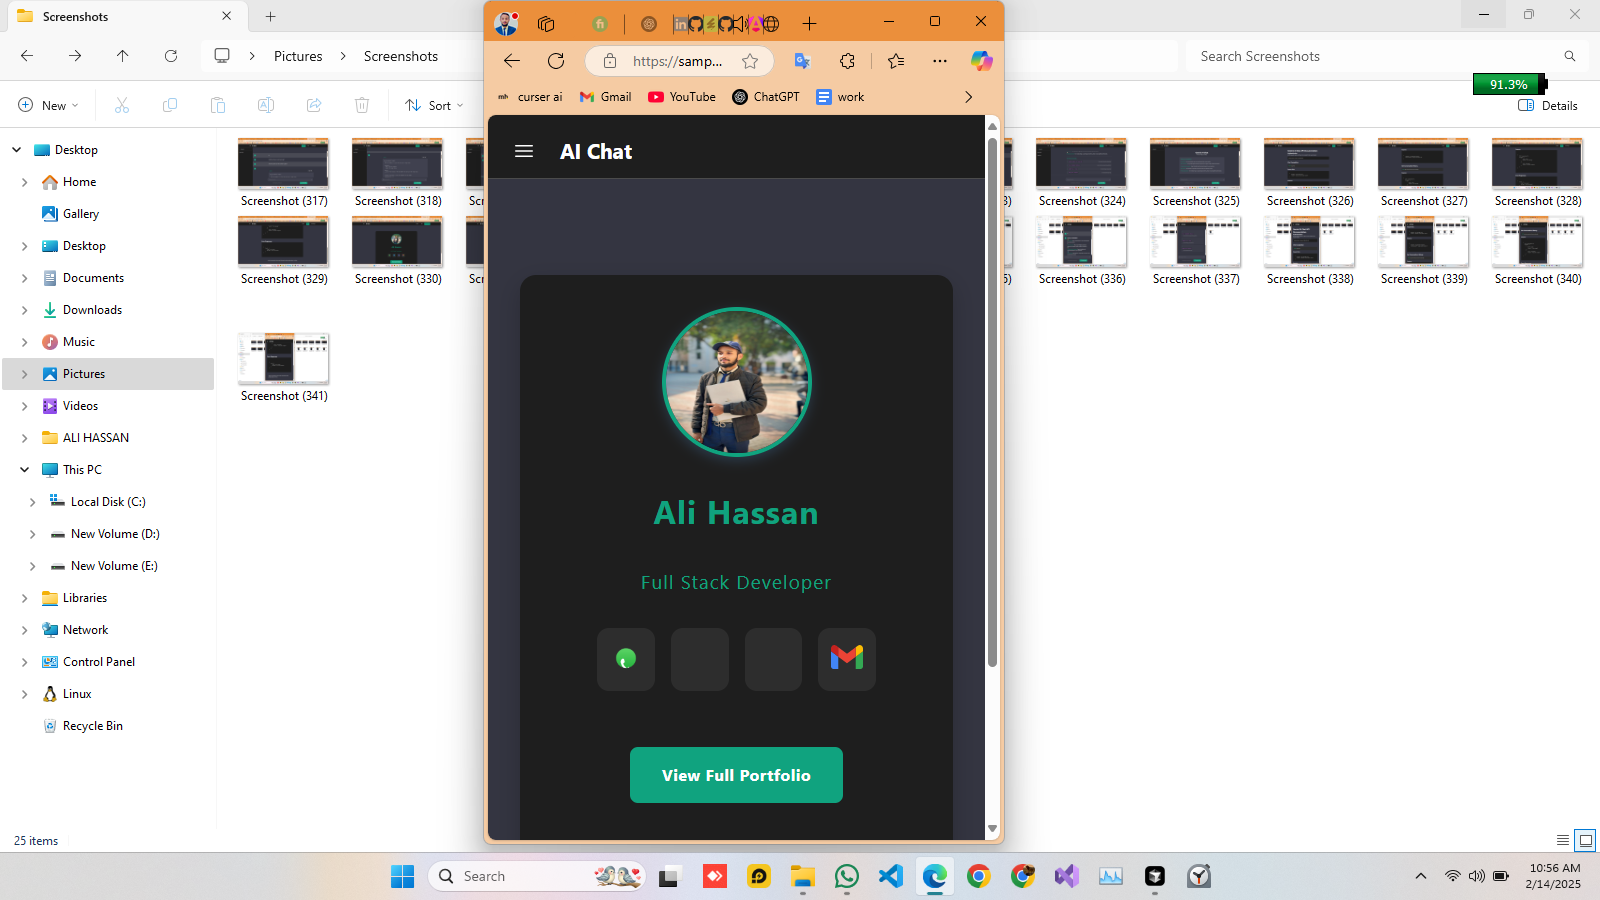 Screenshots
Pictures
Screenshots
Search Screenshots
91.3%
New
Sort
Details
https://samp...
curser ai
Gmail
YouTube
ChatGPT
work
Desktop
Home
Gallery
Desktop
Documents
Downloads
Music
Pictures
Videos
ALI HASSAN
This PC
Local Disk (C:)
New Volume (D:)
New Volume (E:)
Libraries
Network
Control Panel
Linux
Recycle Bin
Screenshot (317)
Screenshot (318)
Screenshot (324)
Screenshot (325)
Screenshot (326)
Screenshot (327)
Screenshot (328)
Screenshot (329)
Screenshot (330)
Screenshot (336)
Screenshot (337)
Screenshot (338)
Screenshot (339)
Screenshot (340)
Screenshot (341)
AI Chat
Ali Hassan
Full Stack Developer
View Full Portfolio
25 items
Search
10:56 AM
2/14/2025